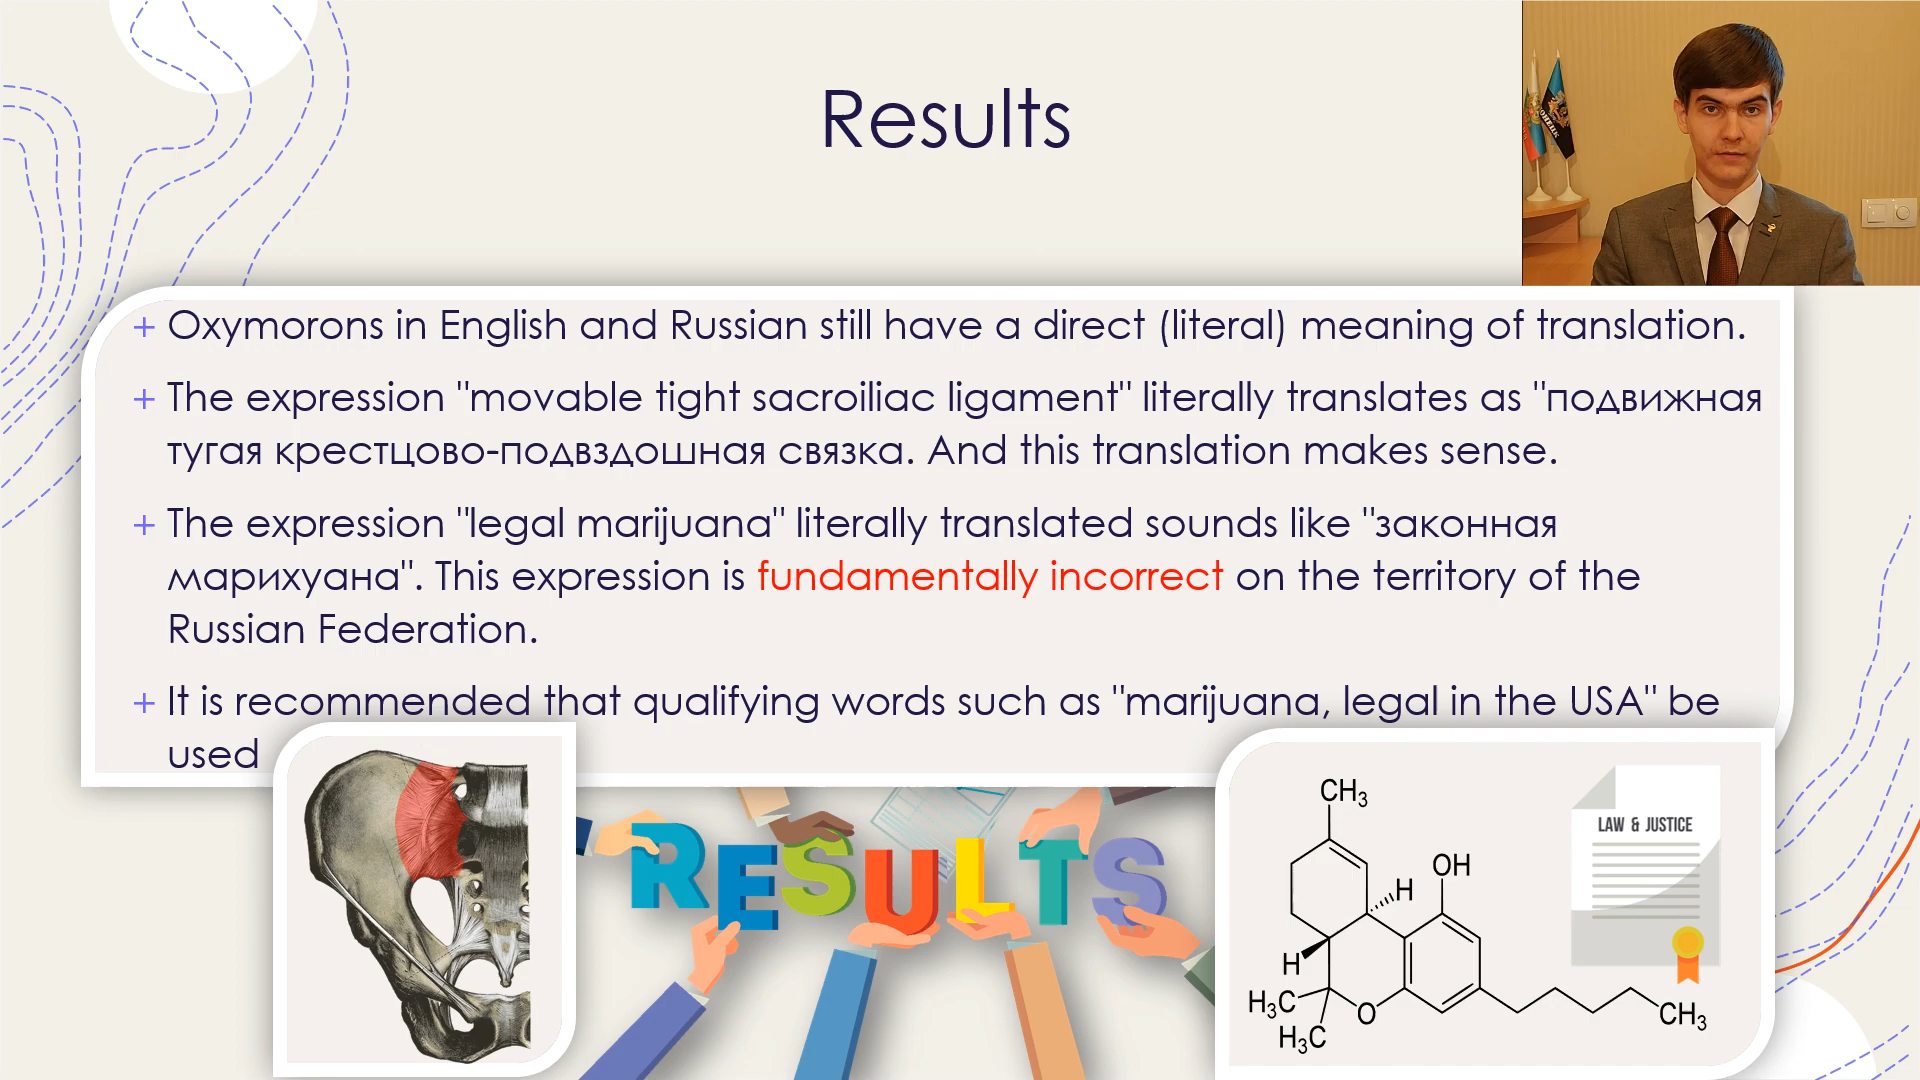 Results
+ Oxymorons in English and Russian still have a direct (literal) meaning of translation.
+ The expression "movable tight sacroiliac ligament" literally translates as "подвижная
тугая крестцово-подвздошная связка. And this translation makes sense.
+ The expression "legal marijuana" literally translated sounds like "законная
марихуана". This expression is fundamentally incorrect on the territory of the
Russian Federation.
+ It is recommended that qualifying words such as "marijuana, legal in the USA" be
used
RESULTS
CH₃
LAW & JUSTICE
OH
H
H
H₃C
O
CH₃
H₃C